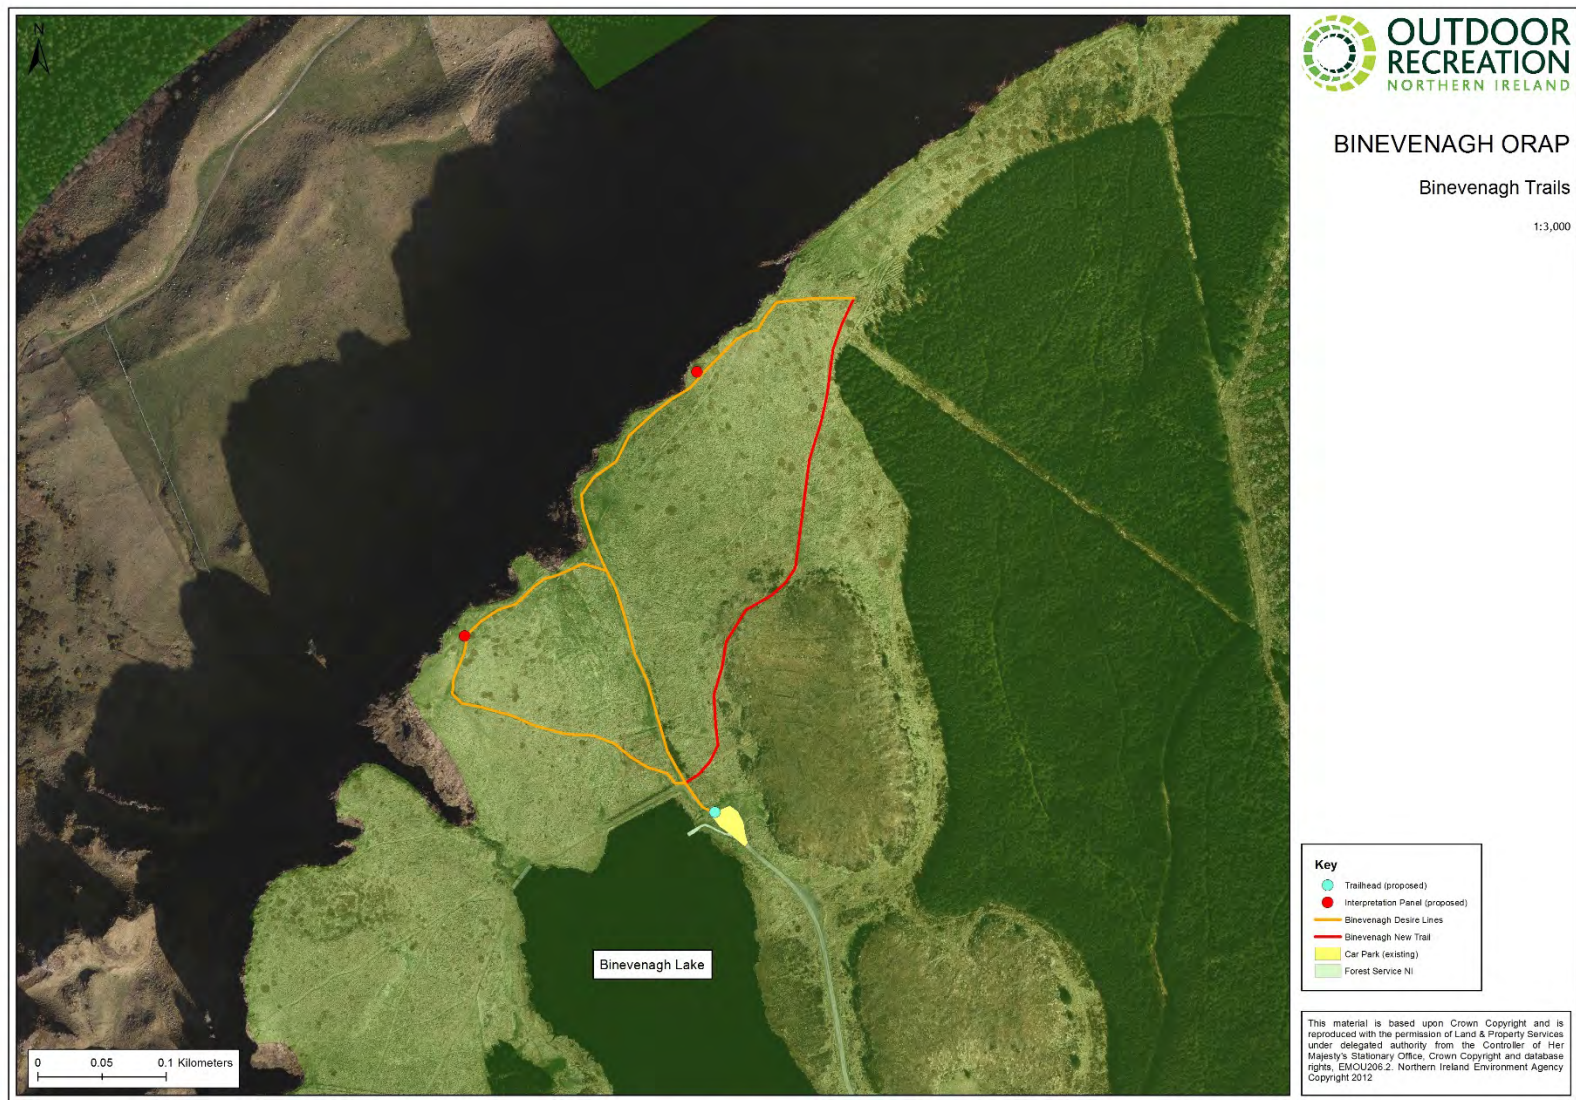 N
OUTDOOR
RECREATION
NORTHERN IRELAND
BINEVENAGH ORAP
Binevenagh Trails
1:3,000
Binevenagh Lake
Key
Trailhead (proposed)
Interpretation Panel (proposed)
Binevenagh Desire Lines
Binevenagh New Trail
Car Park (existing)
Forest Service NI
0 0.05 0.1 Kilometers
This material is based upon Crown Copyright and is
reproduced with the permission of Land & Property Services
under delegated authority from the Controller of Her
Majesty's Stationary Office, Crown Copyright and database
rights, EMOU206.2. Northern Ireland Environment Agency
Copyright 2012